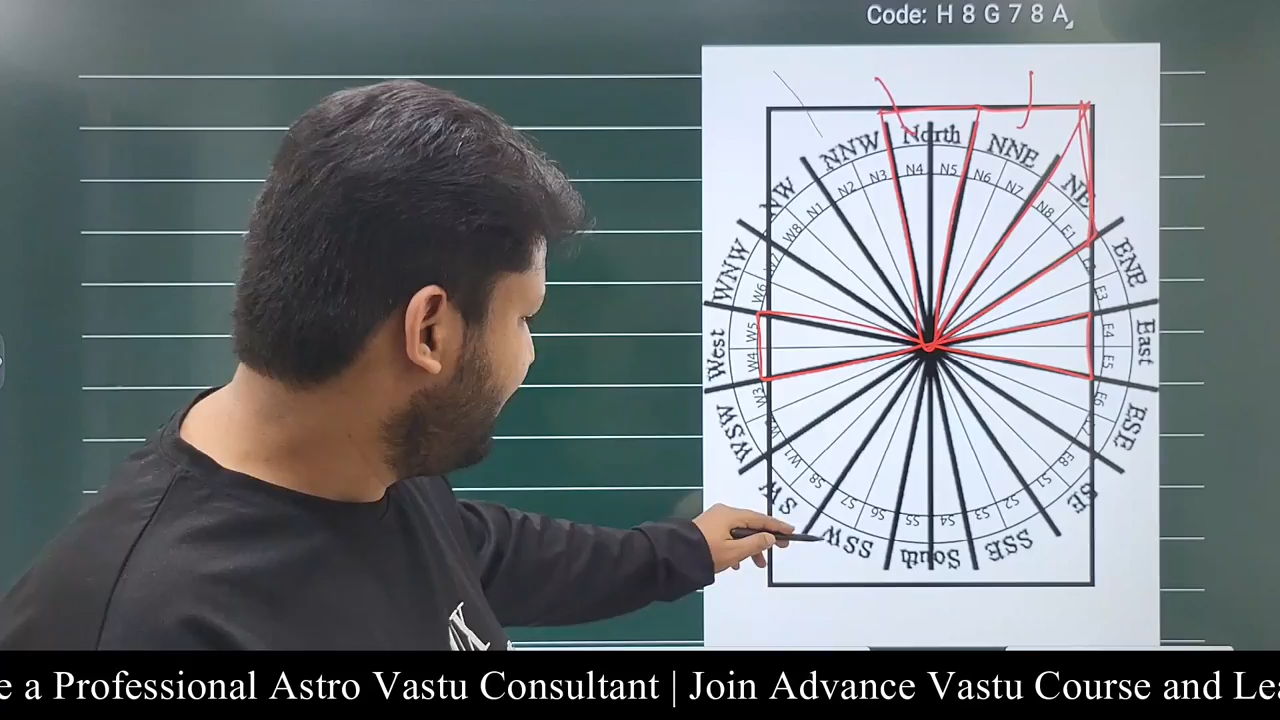 Code: H 8 G 7 8 A
North
NNW NNE
NW NE
N1 N2 N3 N4 N5 N6 N7 N8
W8 E1
WNW ENE
W6 E3
West W5 E4 East
W4 E5
W3 E6
WSW ESE
W1 E8
SW SE
S8 S7 S6 S5 S4 S3 S2 S1
SSW South SSE
e a Professional Astro Vastu Consultant | Join Advance Vastu Course and Lea